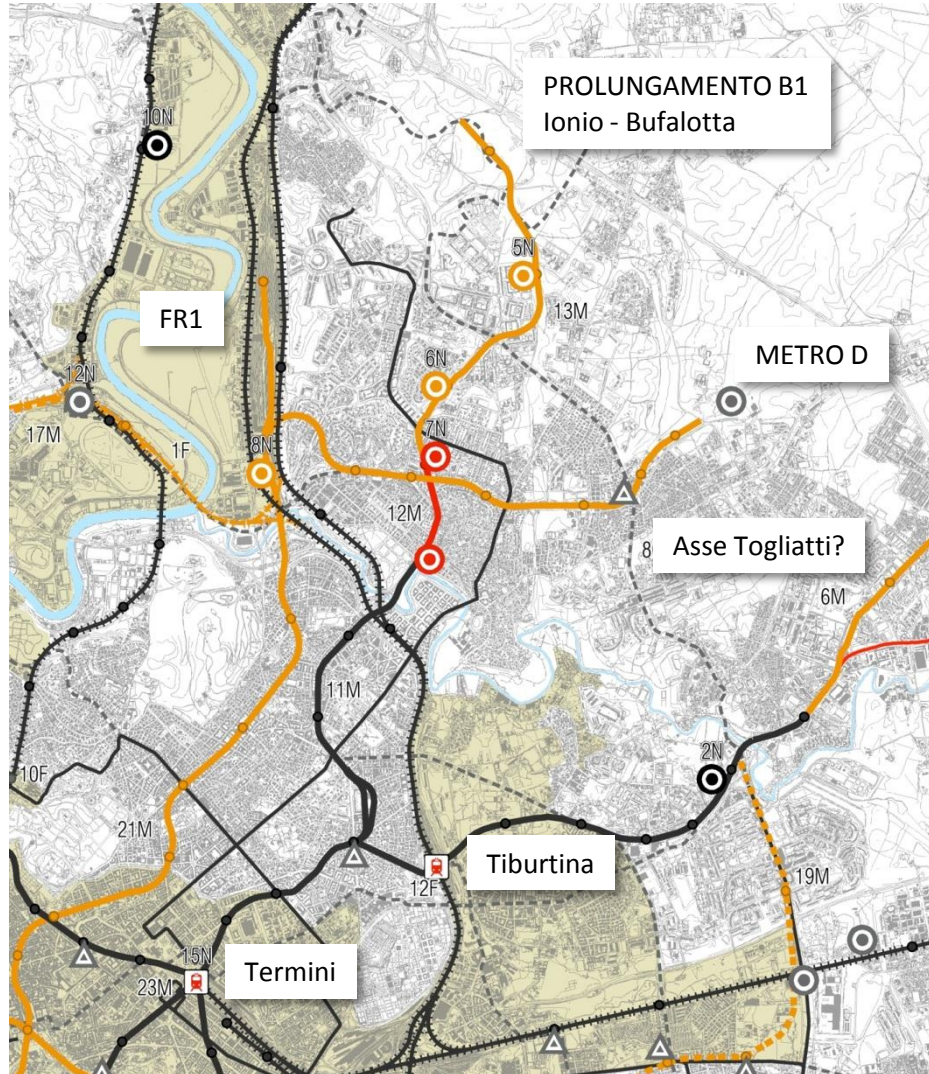 PROLUNGAMENTO B1
Ionio - Bufalotta
10N
5N
13M
FR1
METRO D
6N
12N
7N
17M
1F
8N
12M
Asse Togliatti?
6M
11M
2N
10F
21M
Tiburtina
12F
19M
15N
Termini
23M